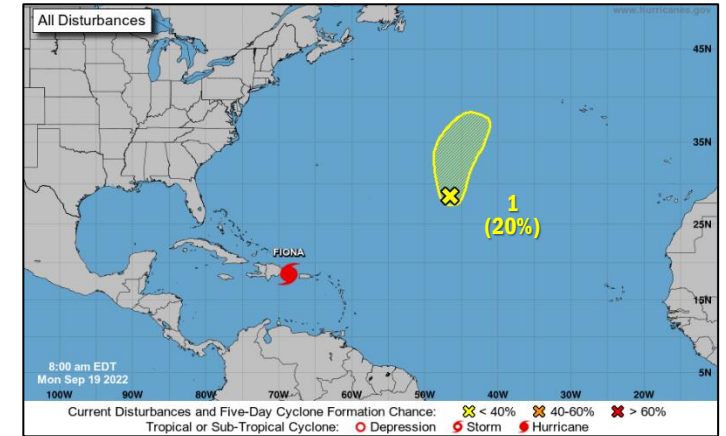 All Disturbances
www.hurricanes.gov
45N
35N
1
(20%)
25N
FIONA
15N
8:00 am EDT
Mon Sep 19 2022
5N
100W 90W 80W 70W 60W 50W 40W 30W 20W
Current Disturbances and Five-Day Cyclone Formation Chance: < 40% 40-60% > 60%
Tropical or Sub-Tropical Cyclone: Depression Storm Hurricane